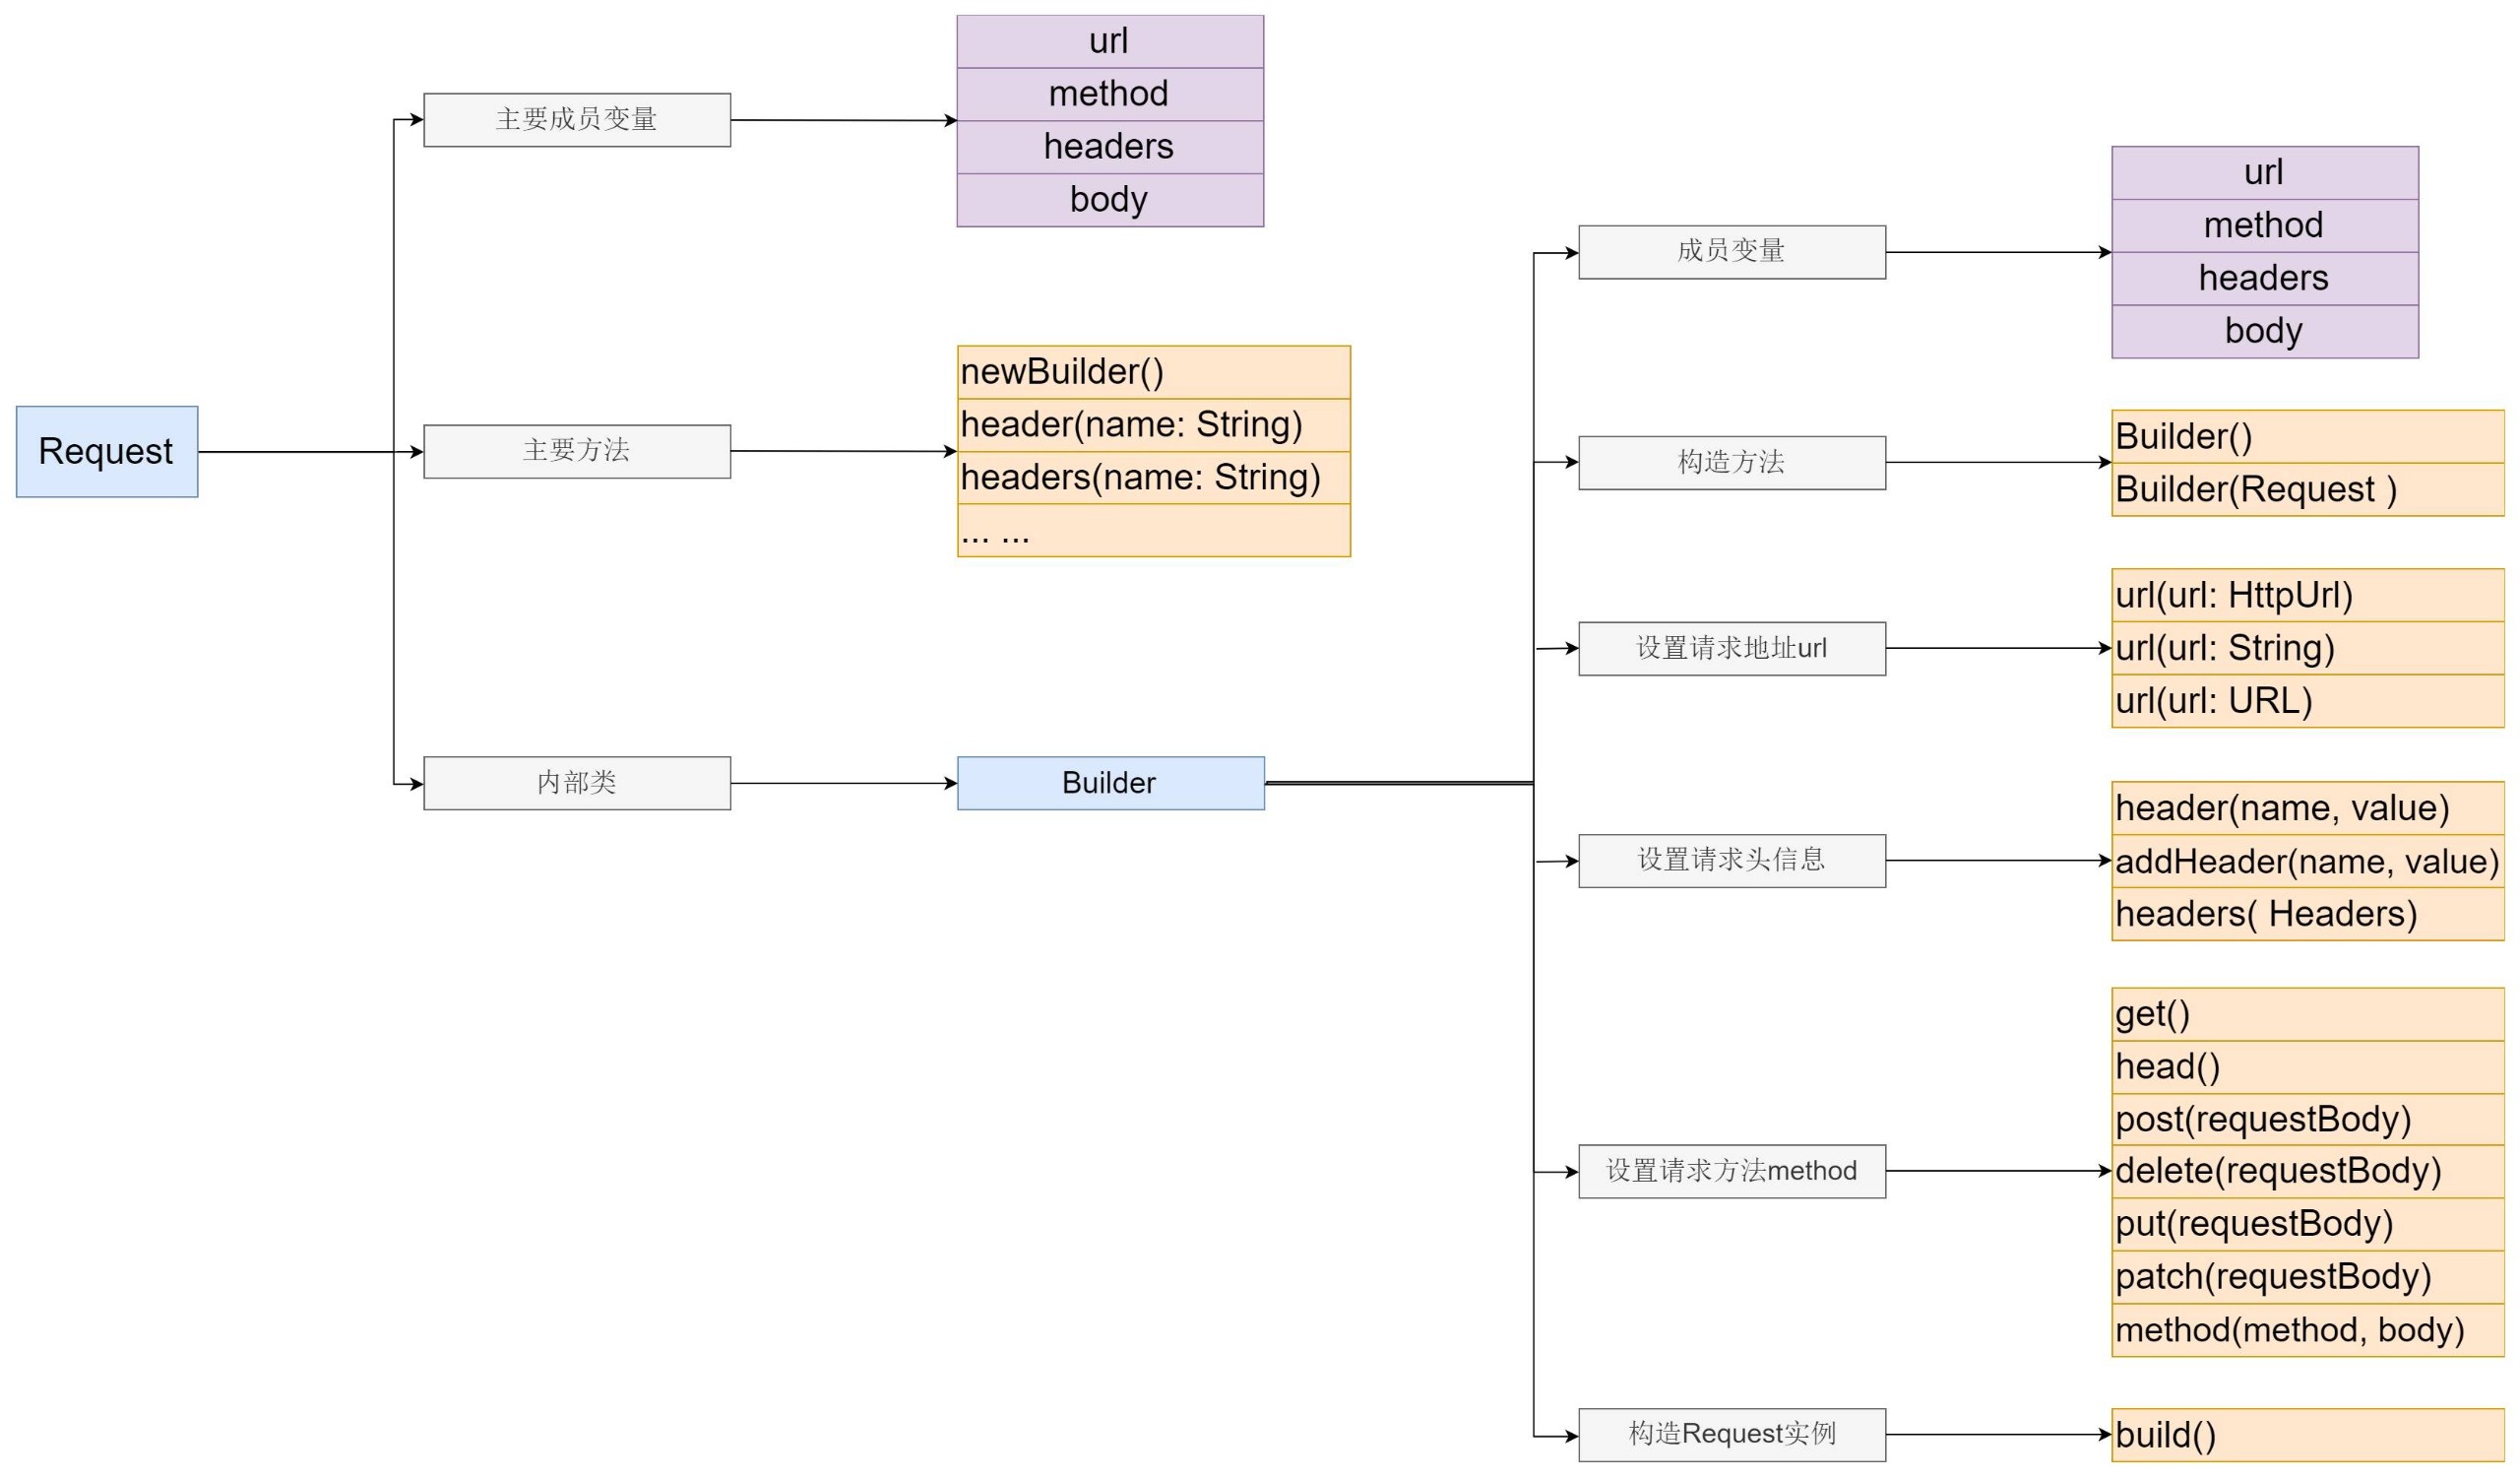 Request
主要成员变量
url
method
headers
body
主要方法
newBuilder()
header(name: String)
headers(name: String)
... ...
内部类
Builder
成员变量
url
method
headers
body
构造方法
Builder()
Builder(Request )
设置请求地址url
url(url: HttpUrl)
url(url: String)
url(url: URL)
设置请求头信息
header(name, value)
addHeader(name, value)
headers( Headers)
设置请求方法method
get()
head()
post(requestBody)
delete(requestBody)
put(requestBody)
patch(requestBody)
method(method, body)
构造Request实例
build()